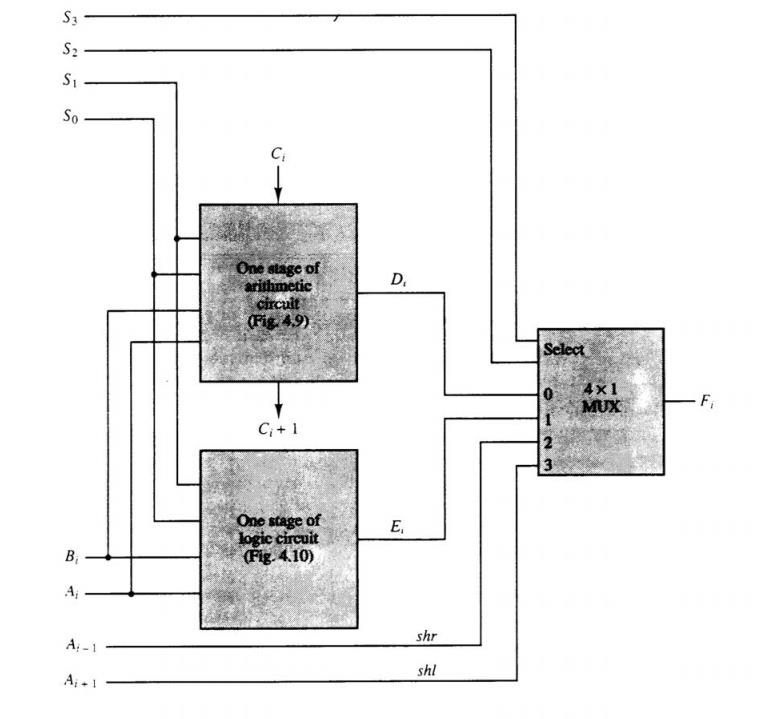 S₃
S₂
S₁
S₀
Cᵢ
One stage of
arithmetic
circuit
(Fig. 4.9)
Dᵢ
Select
0
4 × 1
MUX
1
2
3
Fᵢ
Cᵢ + 1
One stage of
logic circuit
(Fig. 4.10)
Eᵢ
Bᵢ
Aᵢ
Aᵢ₋₁
shr
Aᵢ₊₁
shl